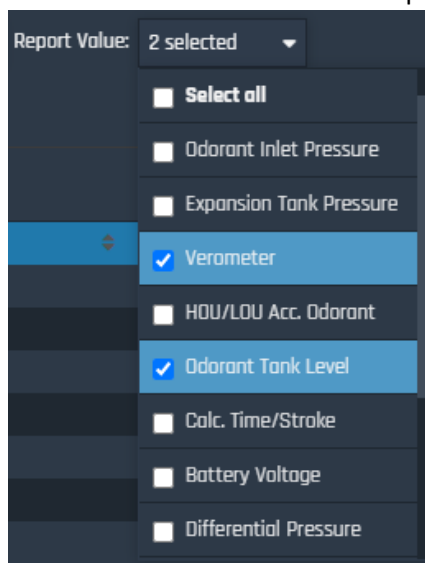 Report Value: 2 selected
Select all
Odorant Inlet Pressure
Expansion Tank Pressure
Verometer
HOU/LOU Acc. Odorant
Odorant Tank Level
Calc. Time/Stroke
Battery Voltage
Differential Pressure